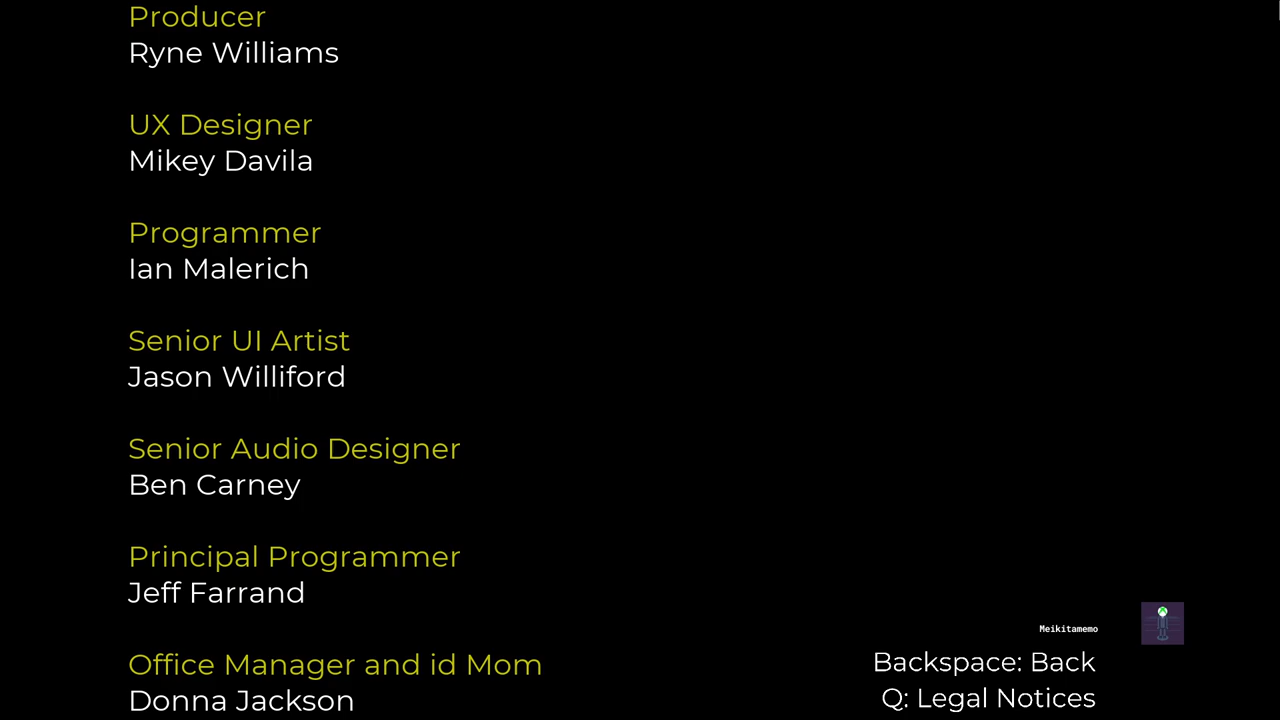 Producer
Ryne Williams
UX Designer
Mikey Davila
Programmer
Ian Malerich
Senior UI Artist
Jason Williford
Senior Audio Designer
Ben Carney
Principal Programmer
Jeff Farrand
Office Manager and id Mom
Donna Jackson
Meikitamemo
Backspace: Back
Q: Legal Notices